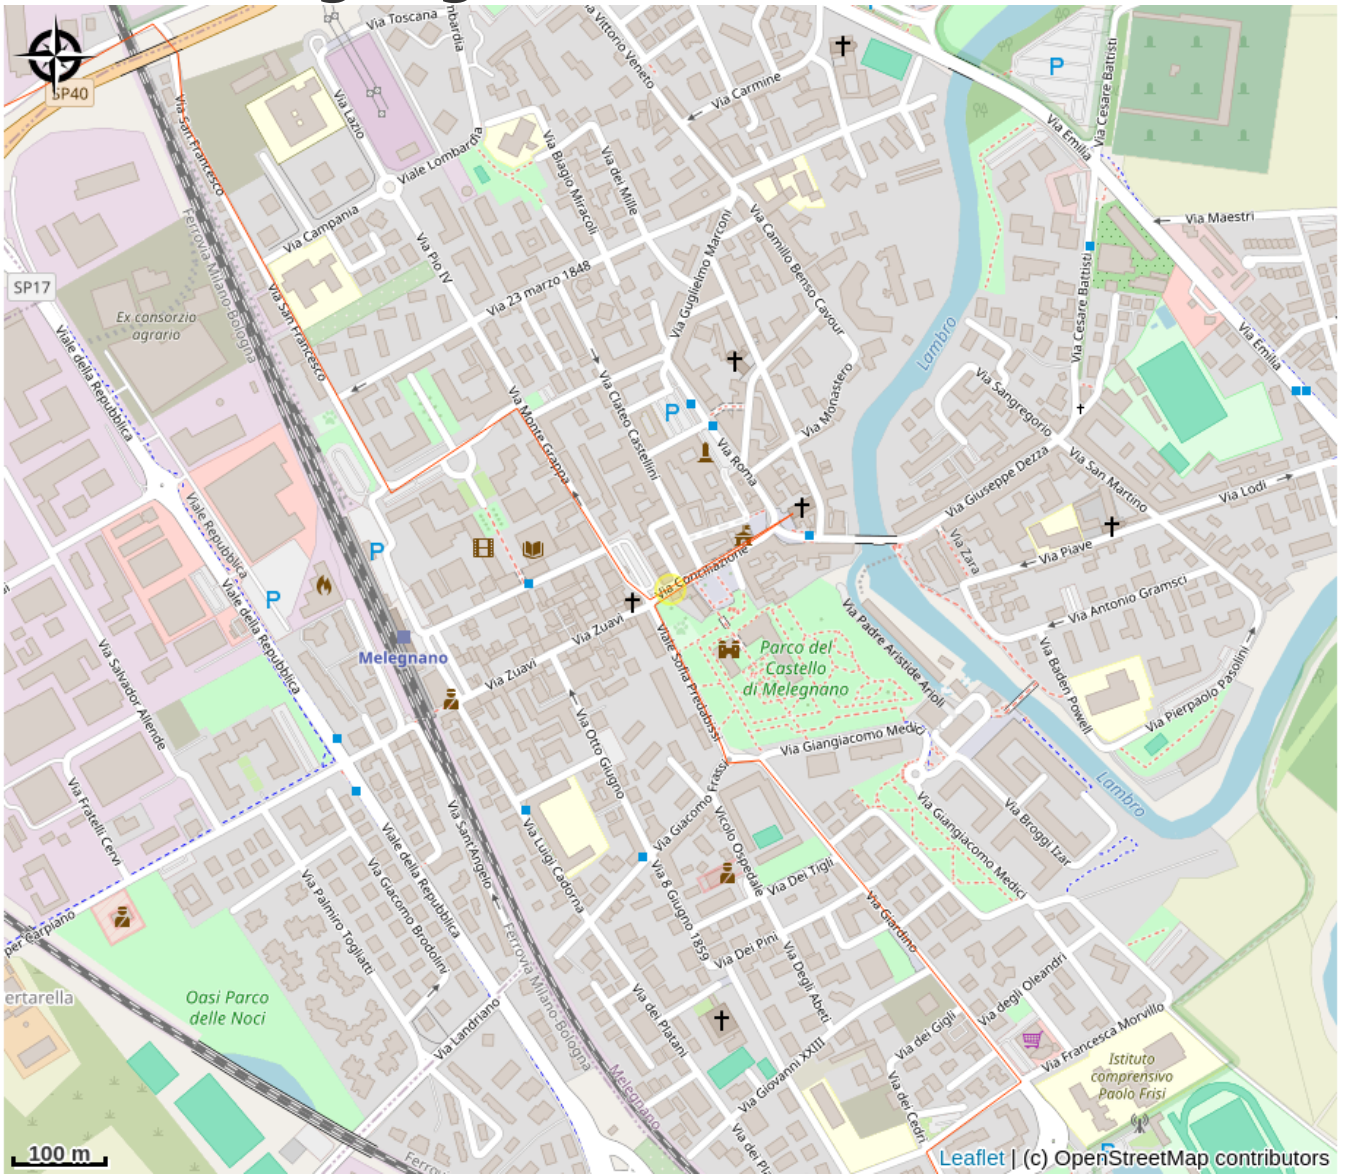 Via Toscana
Via Vittorio Veneto
SP40
Via Lazio
Via Carmine
P
Via Cesare Battisti
Via Emilia
Via San Francesco
Viale Lombardia
Via Biagio Miracoli
Via dei Mille
Via Campania
Via Pio IV
Via Guglielmo Marconi
Via Camillo Benso Cavour
Via Maestri
Ferrovia Milano-Bologna
SP17
Via 23 marzo 1848
Via Cesare Battisti
Ex consorzio
agrario
Via San Francesco
Lambro
Via Emilia
Viale della Repubblica
Via Monte Grappa
Via Clateo Castellini
P
Via Monastero
Via Sangregorio
Via Roma
Via Giuseppe Dezza
Via San Martino
Via Lodi
Viale Repubblica
P
Via Conciliazione
Via Zara
Via Piave
P
Viale della Repubblica
Via Antonio Gramsci
Via Zuavi
Via Padre Aristide Arioli
Melegnano
Via Zuavi
Viale Sofia Predabissi
Parco del
Castello
di Melegnano
Via Baden Powell
Via Pierpaolo Pasolini
Via Salvador Allende
Via Otto Giugno
Via Giangiacomo Medici
Lambro
Via Fratelli Cervi
Via Sant'Angelo
Via Luigi Cadorna
Via Giacomo Frassi
Vicolo Ospedale
Via Giangiacomo Medici
Via Broggi Izar
Viale della Repubblica
Via Giacomo Brodolini
Via Palmiro Togliatti
Via 8 Giugno 1859
Via Dei Tigli
Via Giardino
per Carpiano
Via Dei Pini
Via Degli Abeti
Ferrovia Milano-Bologna
ertarella
Oasi Parco
delle Noci
Via Landriano
Via dei Platani
Via degli Oleandri
Via dei Gigli
Via Francesca Morvillo
Via Giovanni XXIII
Istituto
comprensivo
Paolo Frisi
Melegnano
Via dei Cedri
Via dei Pi
100 m
Ferrov
P
Leaflet | (c) OpenStreetMap contributors